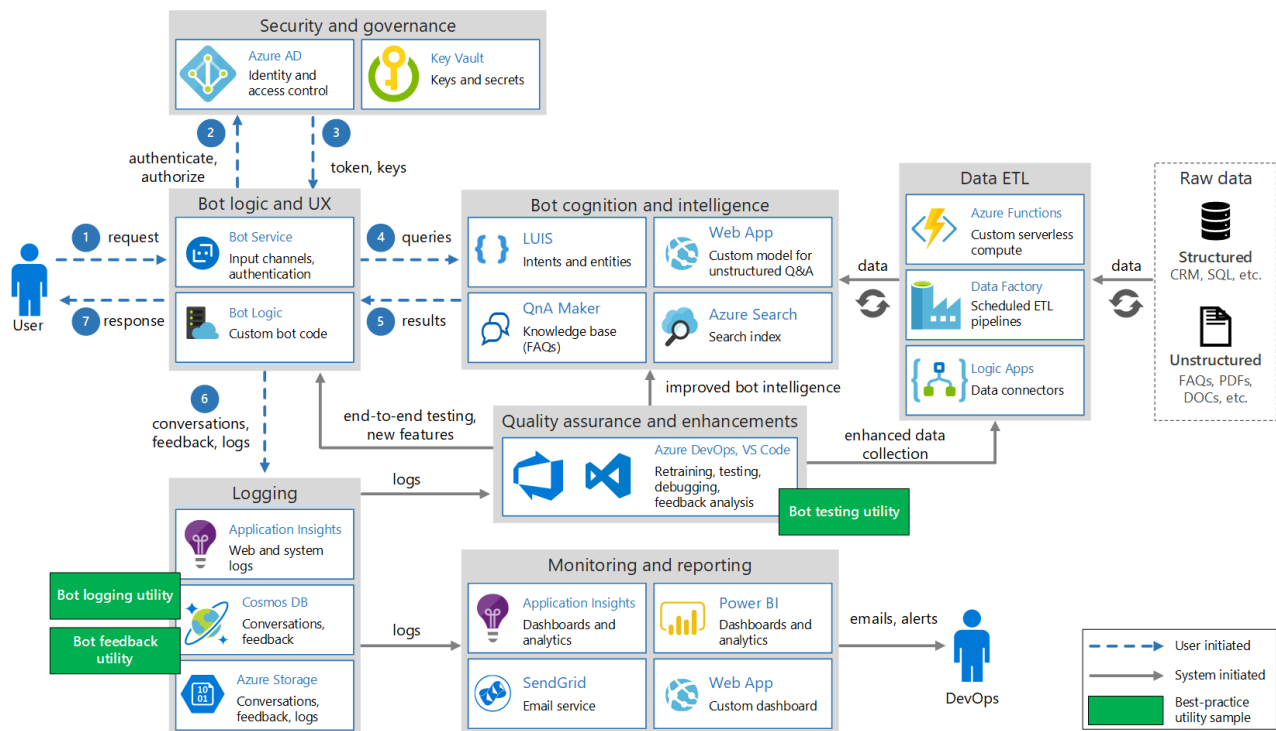 Security and governance
Azure AD
Identity and
access control
Key Vault
Keys and secrets
2
authenticate,
authorize
3
token, keys
Bot logic and UX
Bot Service
Input channels,
authentication
Bot Logic
Custom bot code
1
request
User
7
response
4
queries
5
results
Bot cognition and intelligence
LUIS
Intents and entities
Web App
Custom model for
unstructured Q&A
QnA Maker
Knowledge base
(FAQs)
Azure Search
Search index
data
Data ETL
Azure Functions
Custom serverless
compute
Data Factory
Scheduled ETL
pipelines
Logic Apps
Data connectors
data
Raw data
Structured
CRM, SQL, etc.
Unstructured
FAQs, PDFs,
DOCs, etc.
6
conversations,
feedback, logs
end-to-end testing,
new features
improved bot intelligence
Quality assurance and enhancements
Azure DevOps, VS Code
Retraining, testing,
debugging,
feedback analysis
Bot testing utility
enhanced data
collection
logs
Logging
Application Insights
Web and system
logs
Bot logging utility
Cosmos DB
Conversations,
feedback
Bot feedback
utility
10
01
Azure Storage
Conversations,
feedback, logs
logs
Monitoring and reporting
Application Insights
Dashboards and
analytics
Power BI
Dashboards and
analytics
SendGrid
Email service
Web App
Custom dashboard
emails, alerts
DevOps
User initiated
System initiated
Best-practice
utility sample